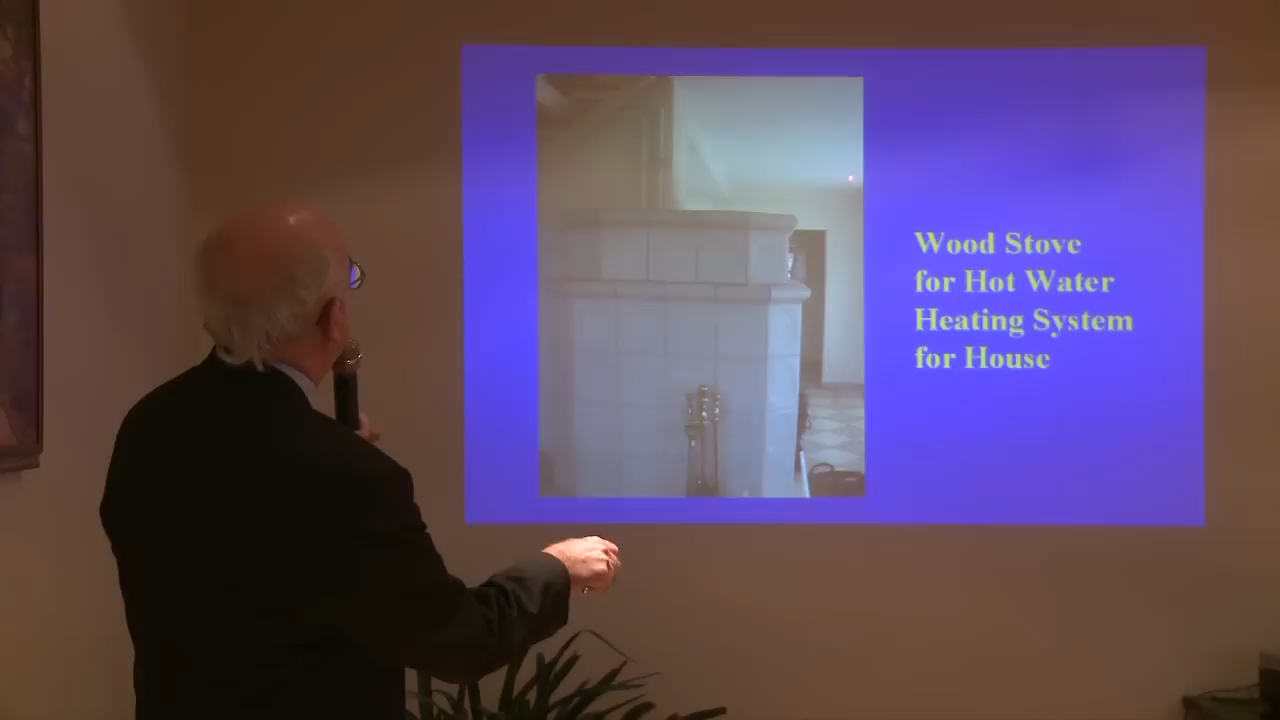 Wood Stove
for Hot Water
Heating System
for House